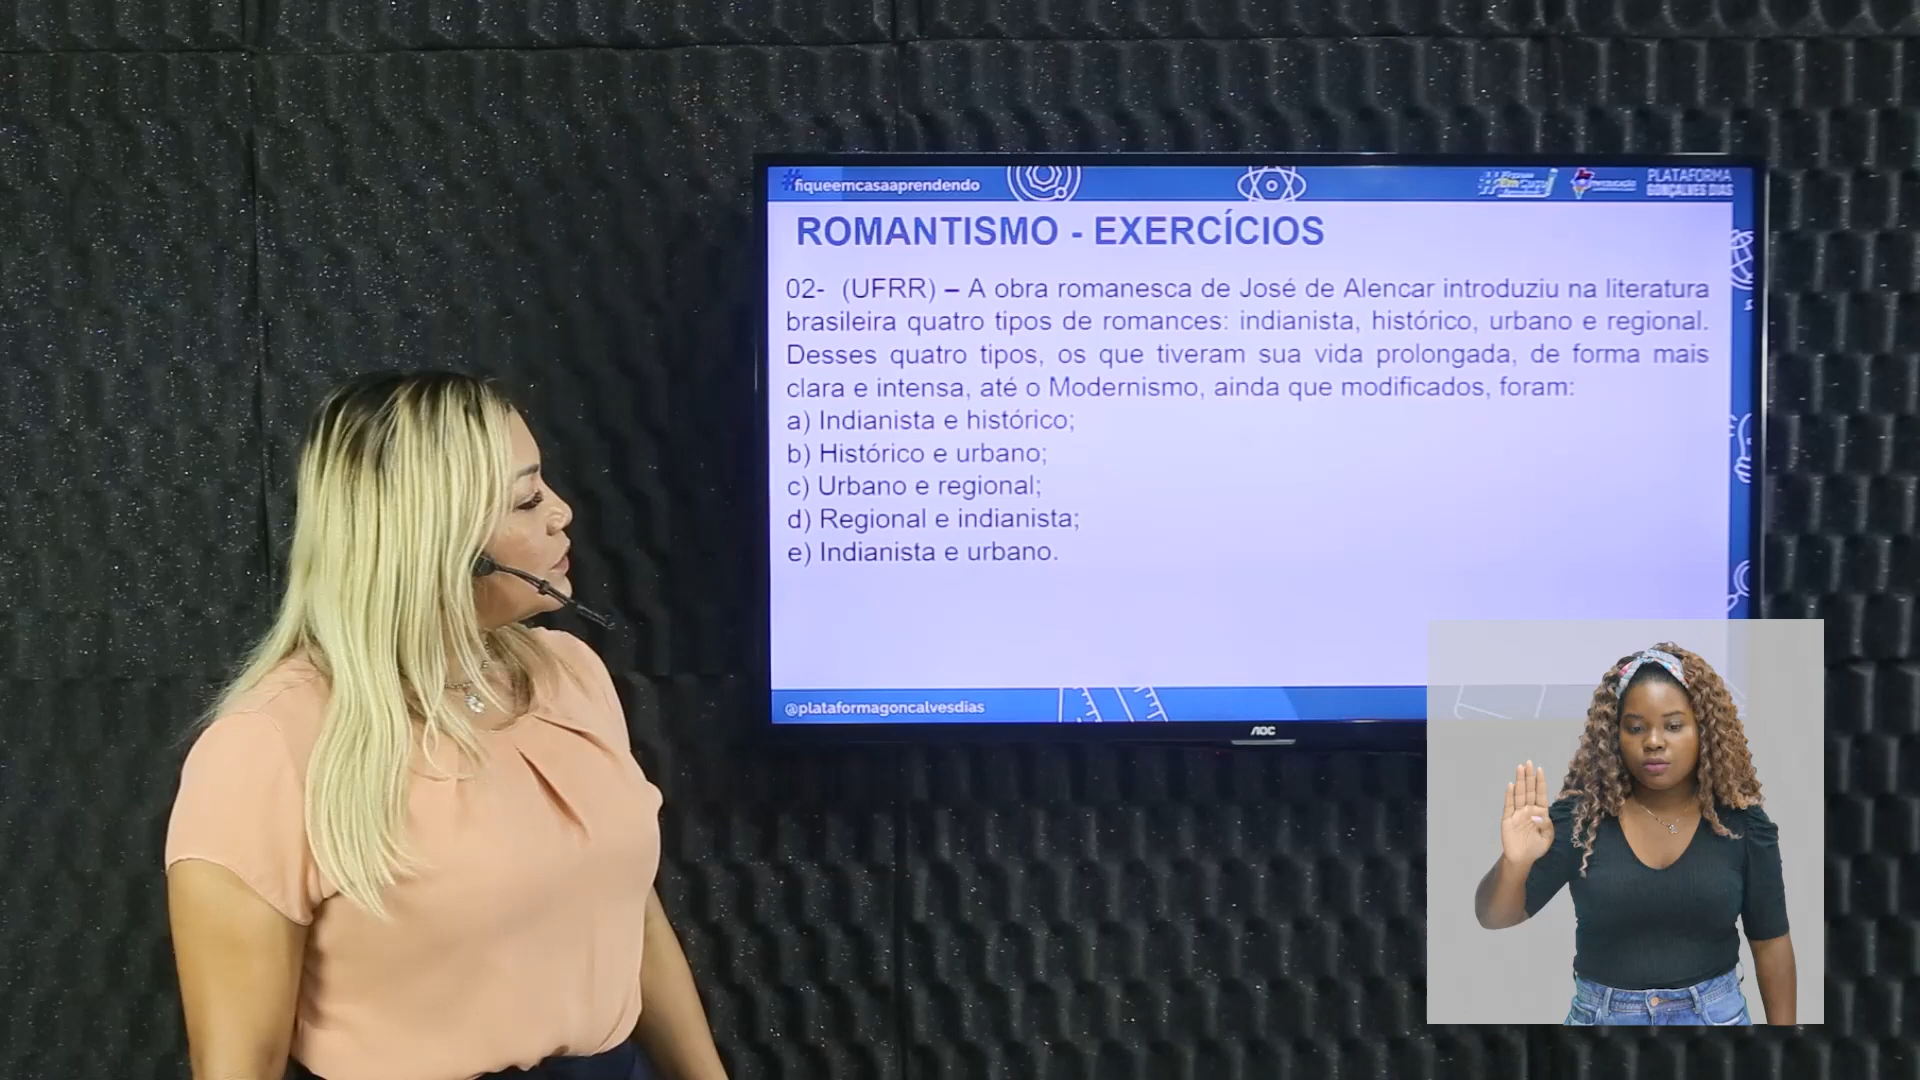 #fiqueemcasaaprendendo
PLATAFORMA
GONÇALVES DIAS
ROMANTISMO - EXERCÍCIOS
02- (UFRR) – A obra romanesca de José de Alencar introduziu na literatura
brasileira quatro tipos de romances: indianista, histórico, urbano e regional.
Desses quatro tipos, os que tiveram sua vida prolongada, de forma mais
clara e intensa, até o Modernismo, ainda que modificados, foram:
a) Indianista e histórico;
b) Histórico e urbano;
c) Urbano e regional;
d) Regional e indianista;
e) Indianista e urbano.
@plataformagoncalvesdias
AOC